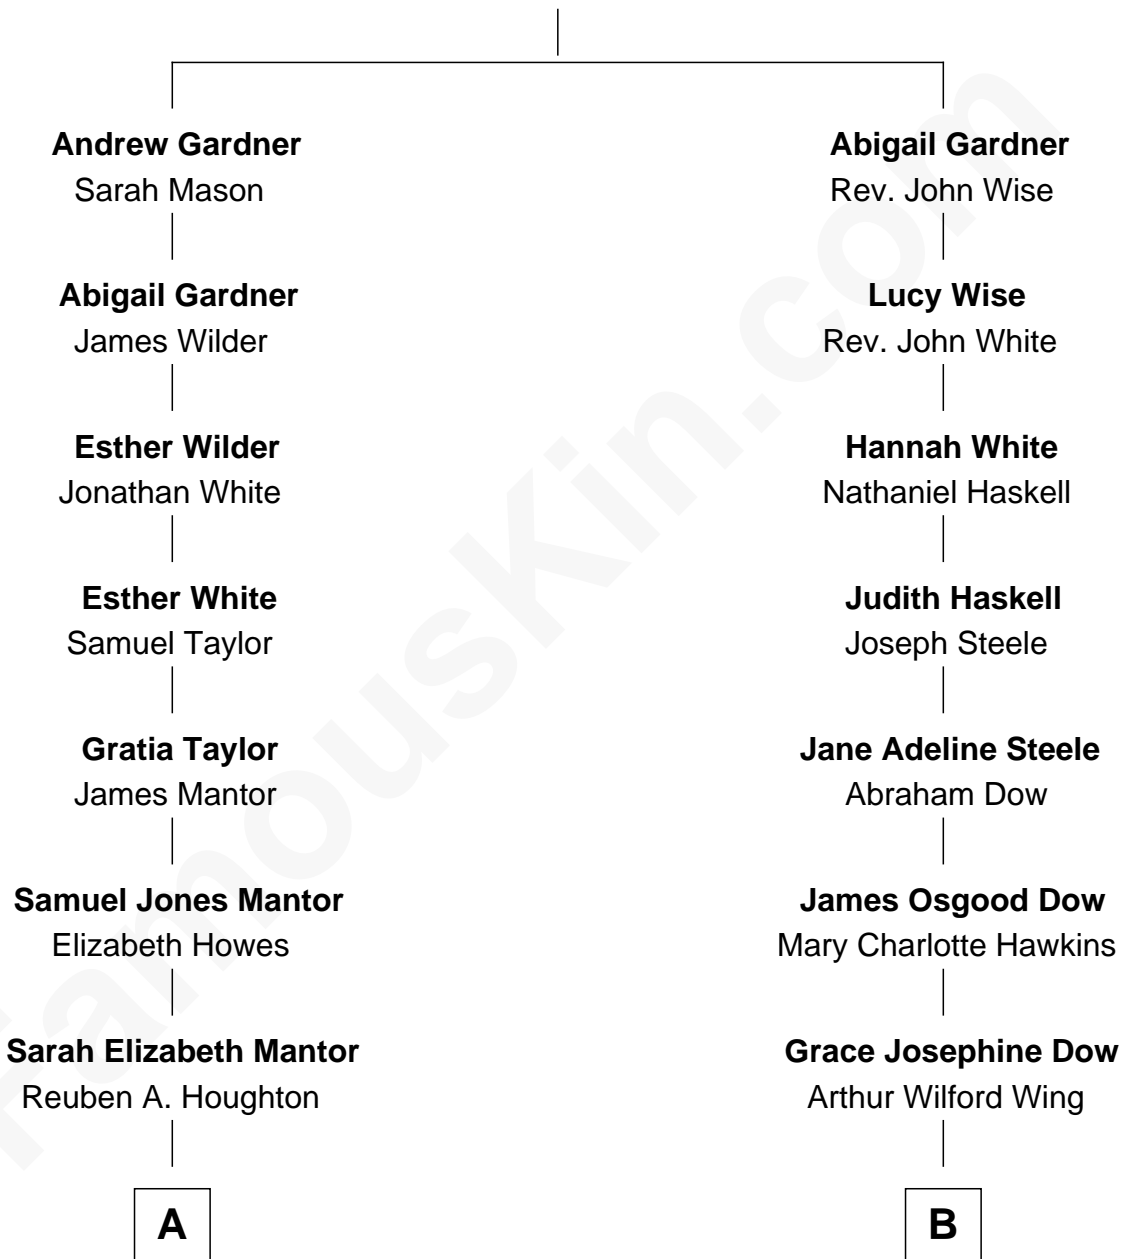 Andrew Gardner
Sarah Mason
Abigail Gardner
James Wilder
Esther Wilder
Jonathan White
Esther White
Samuel Taylor
Gratia Taylor
James Mantor
Samuel Jones Mantor
Elizabeth Howes
Sarah Elizabeth Mantor
Reuben A. Houghton
A
Abigail Gardner
Rev. John Wise
Lucy Wise
Rev. John White
Hannah White
Nathaniel Haskell
Judith Haskell
Joseph Steele
Jane Adeline Steele
Abraham Dow
James Osgood Dow
Mary Charlotte Hawkins
Grace Josephine Dow
Arthur Wilford Wing
B
FamousKin.com